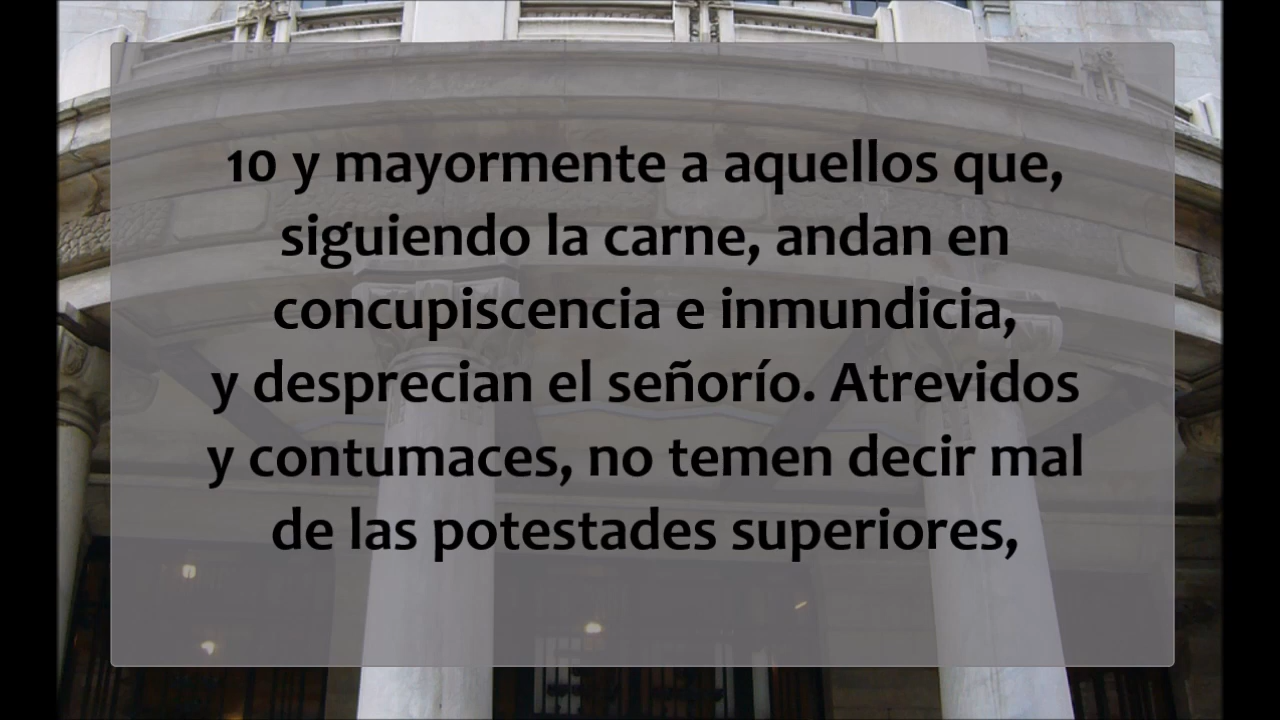 10 y mayormente a aquellos que,
siguiendo la carne, andan en
concupiscencia e inmundicia,
y desprecian el señorío. Atrevidos
y contumaces, no temen decir mal
de las potestades superiores,